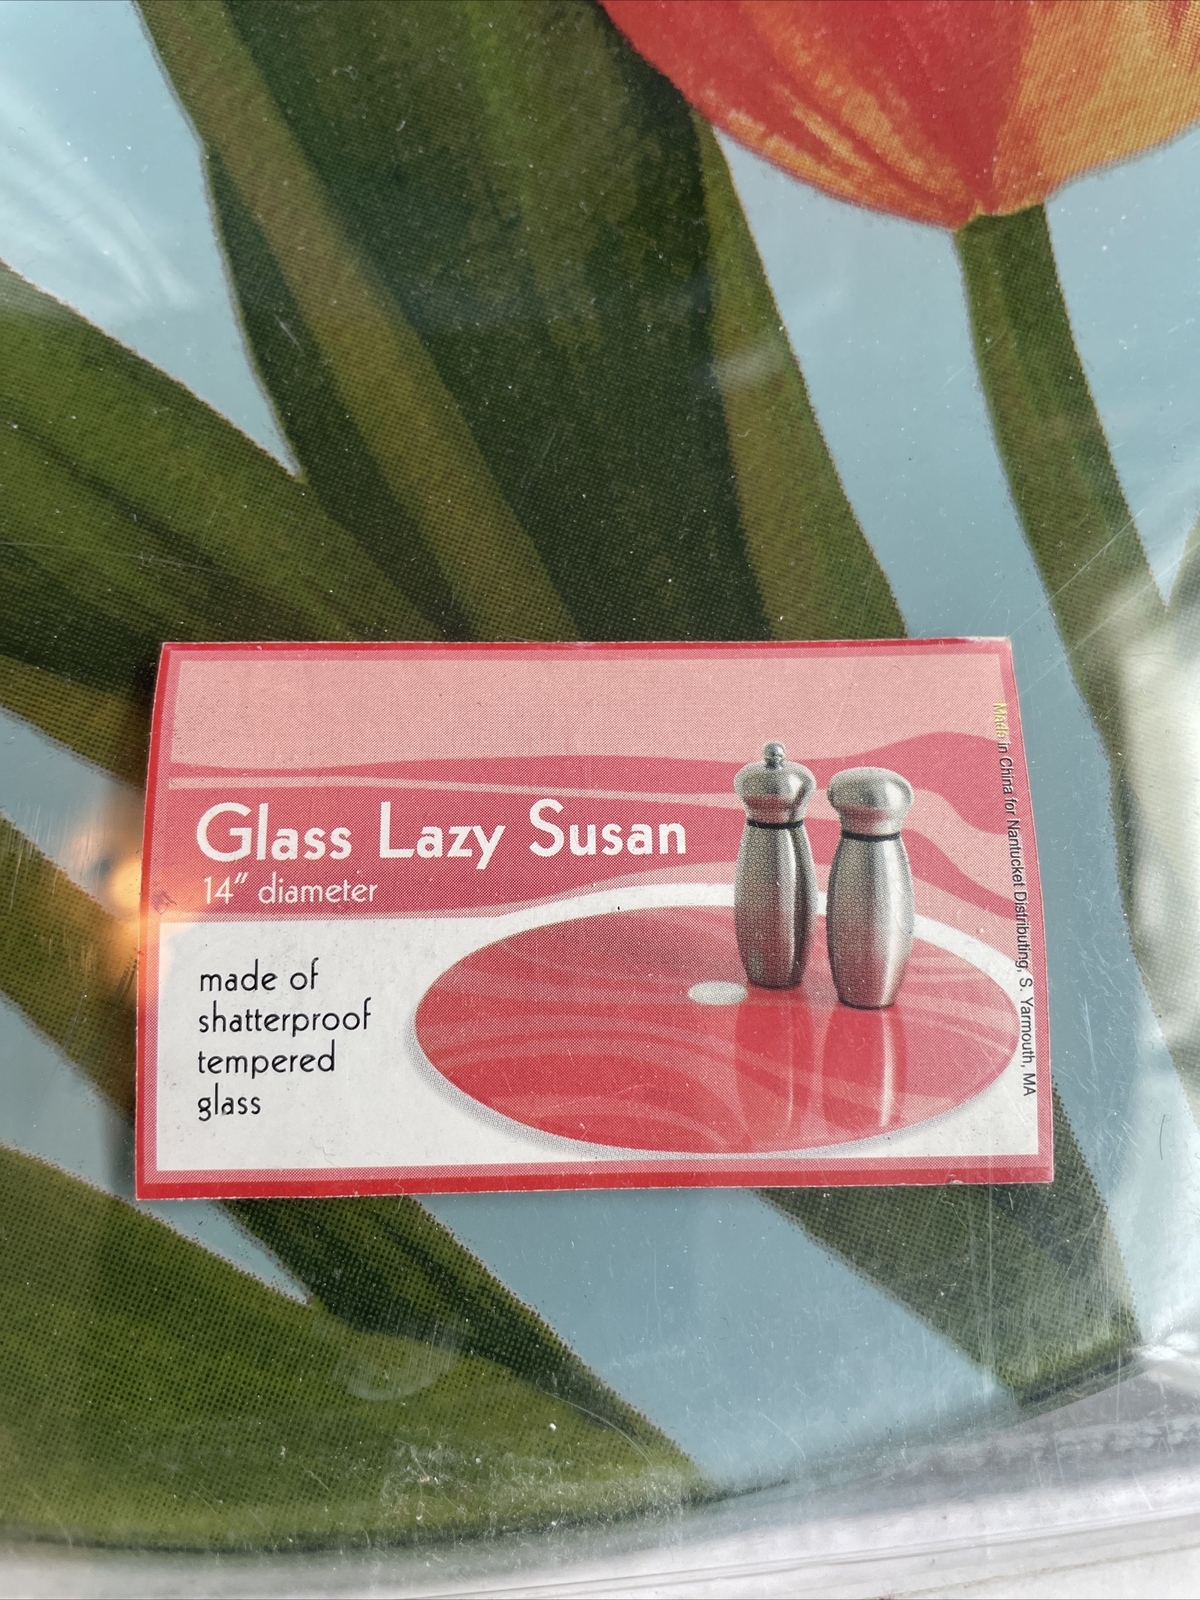 Glass Lazy Susan
14" diameter
made of
shatterproof
tempered
glass
Made in China for Nantucket Distributing, S. Yarmouth, MA